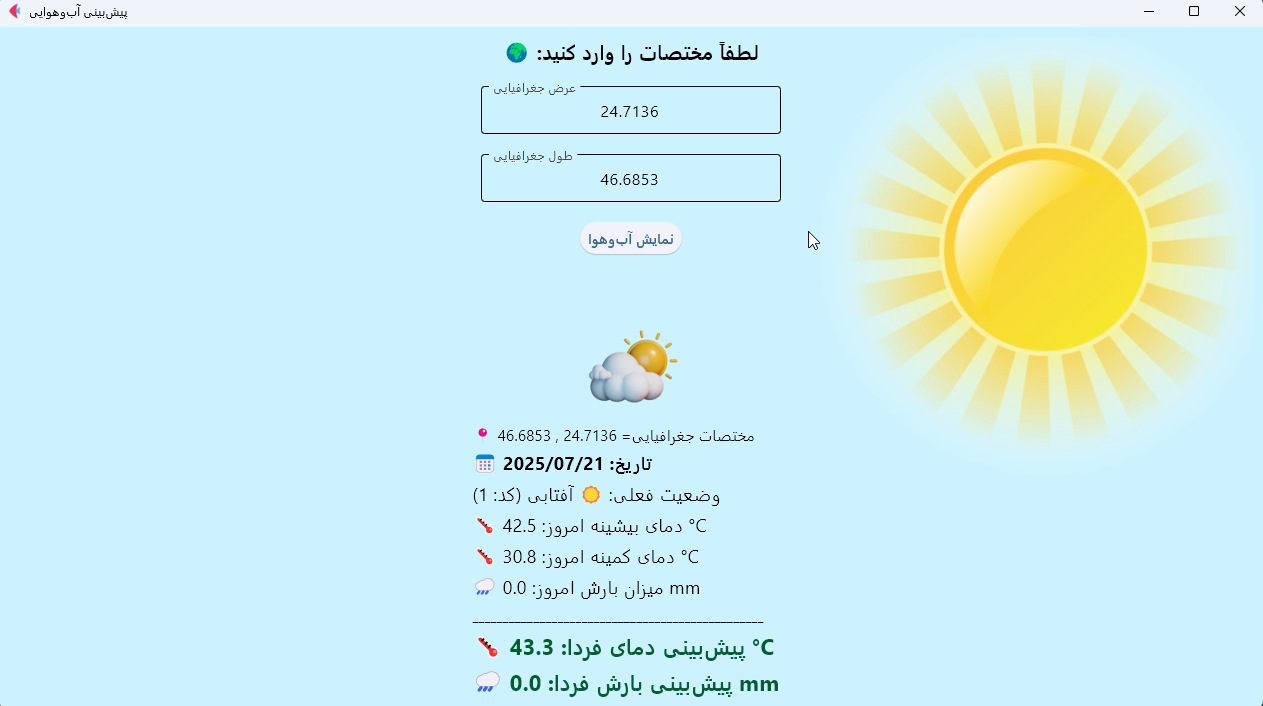 پیش‌بینی آب‌وهوایی
لطفاً مختصات را وارد کنید: 🌍
عرض جغرافیایی
24.7136
طول جغرافیایی
46.6853
نمایش آب‌وهوا
📍 مختصات جغرافیایی= 24.7136 , 46.6853
📅 تاریخ: 2025/07/21
وضعیت فعلی: ☀️ آفتابی (کد: 1)
🌡️ دمای بیشینه امروز: 42.5 °C
🌡️ دمای کمینه امروز: 30.8 °C
🌧️ میزان بارش امروز: 0.0 mm
________________________________________________
🌡️ پیش‌بینی دمای فردا: 43.3 °C
🌧️ پیش‌بینی بارش فردا: 0.0 mm